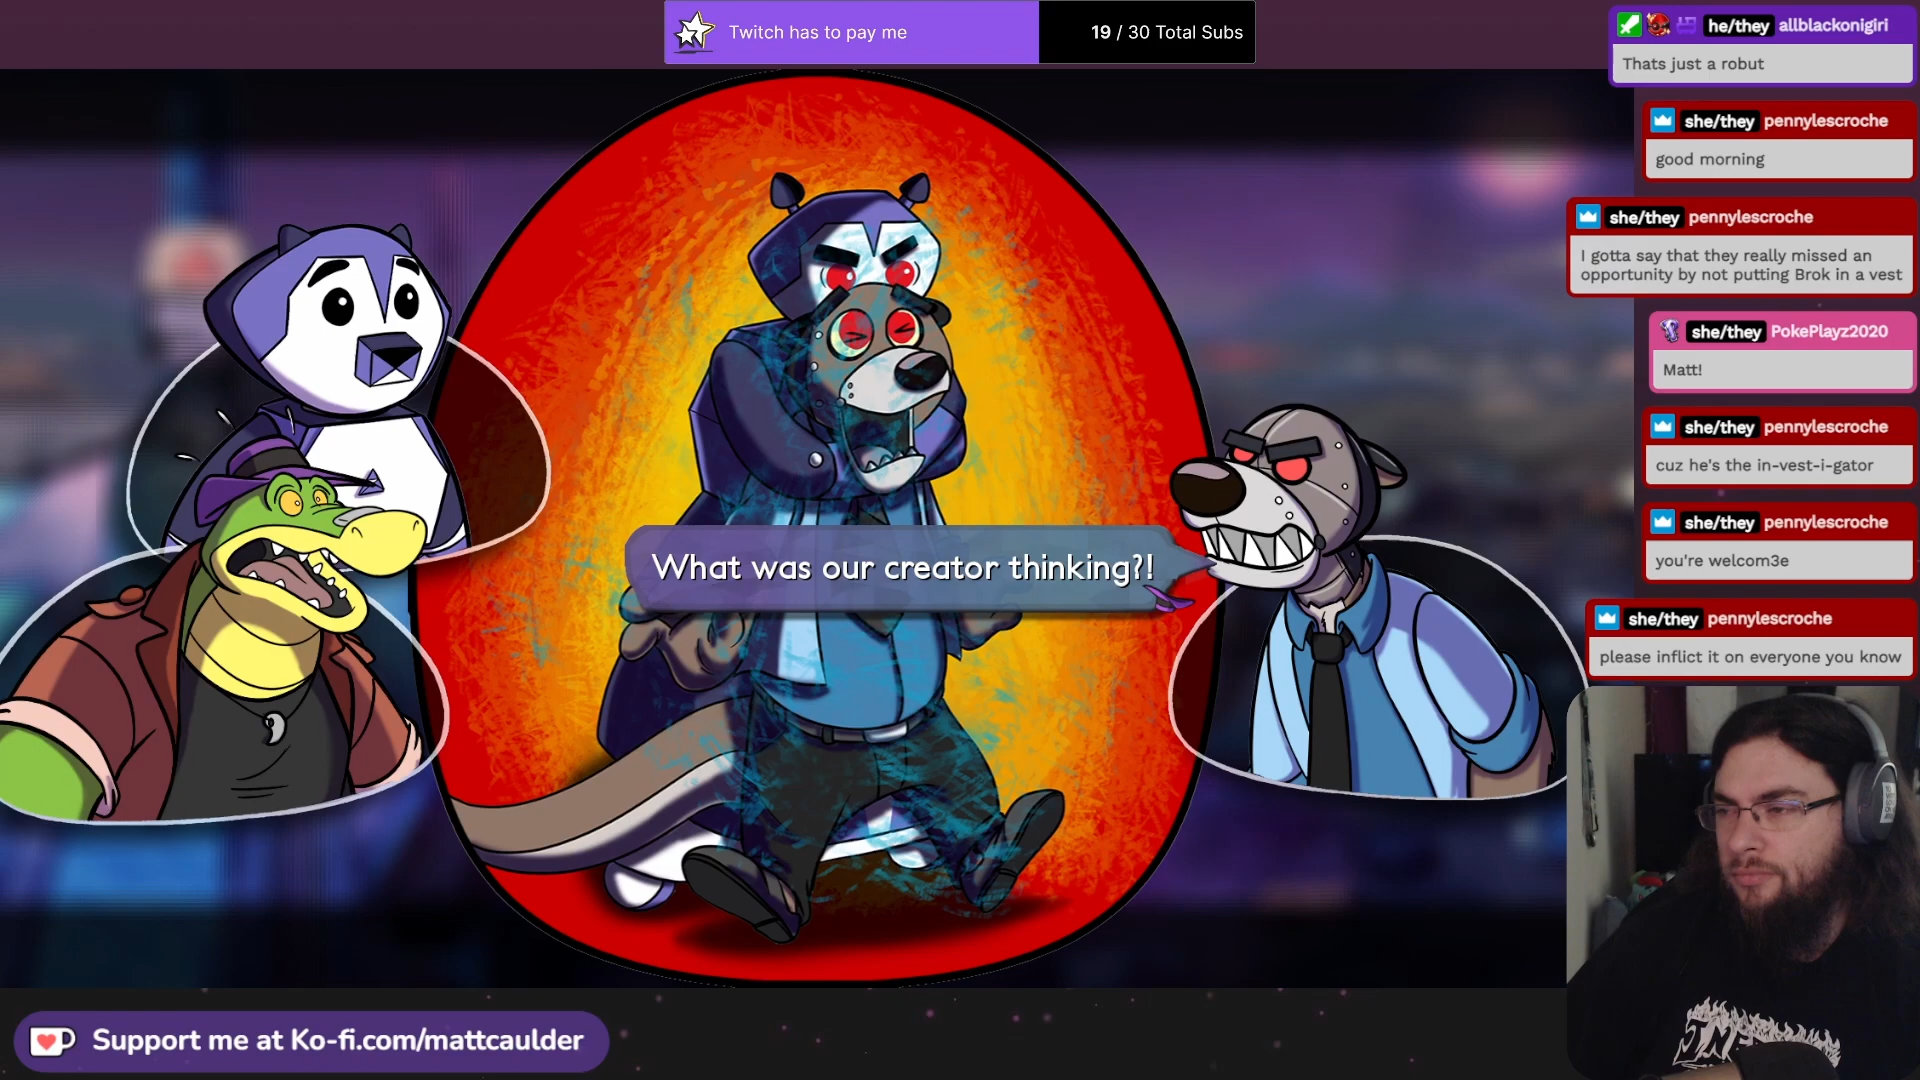 Twitch has to pay me
19 / 30 Total Subs
he/they allblackonigiri
Thats just a robut
she/they pennylescroche
good morning
she/they pennylescroche
I gotta say that they really missed an
opportunity by not putting Brok in a vest
she/they PokePlayz2020
Matt!
she/they pennylescroche
cuz he's the in-vest-i-gator
she/they pennylescroche
you're welcom3e
she/they pennylescroche
please inflict it on everyone you know
What was our creator thinking?!
Support me at Ko-fi.com/mattcaulder